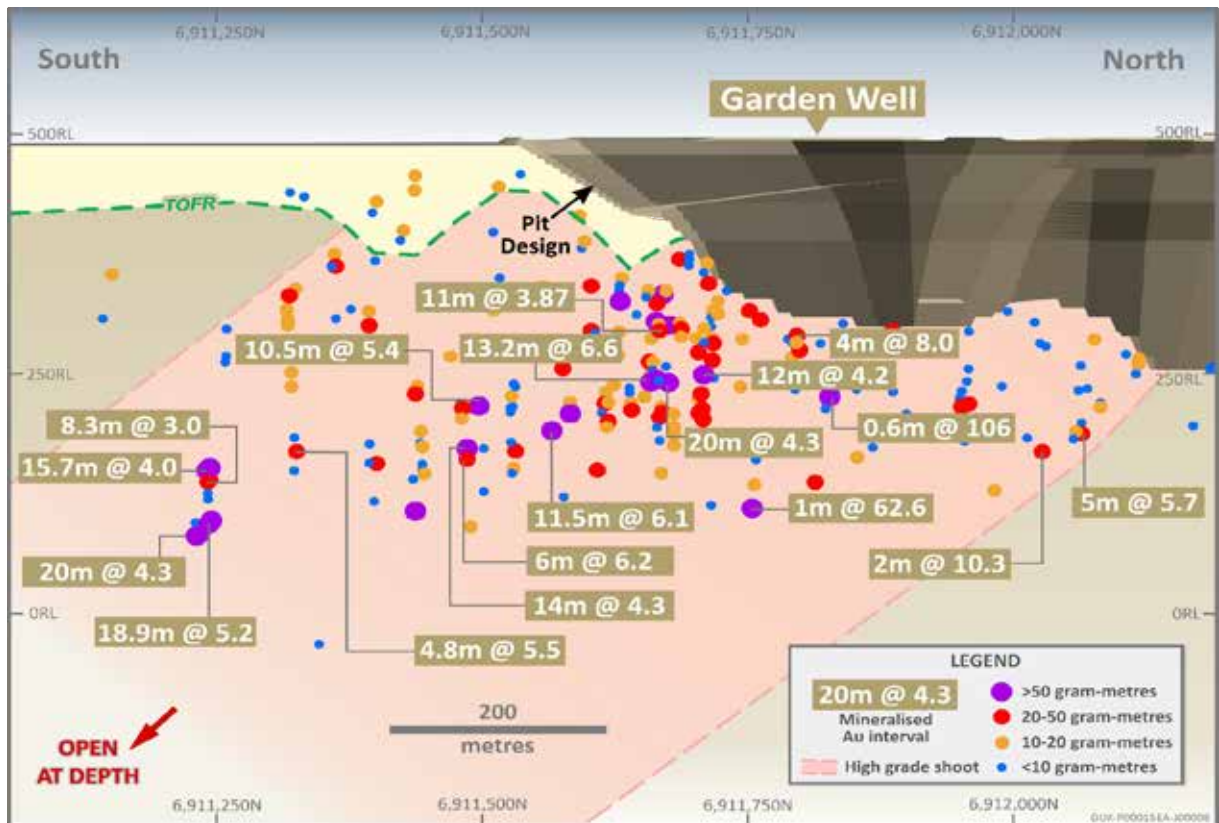 6,911,250N
6,911,500N
6,911,750N
6,912,000N
South
North
Garden Well
500RL
500RL
TOFR
Pit
Design
11m @ 3.87
4m @ 8.0
10.5m @ 5.4
13.2m @ 6.6
12m @ 4.2
250RL
250RL
8.3m @ 3.0
0.6m @ 106
20m @ 4.3
15.7m @ 4.0
11.5m @ 6.1
1m @ 62.6
5m @ 5.7
20m @ 4.3
6m @ 6.2
2m @ 10.3
14m @ 4.3
0RL
0RL
18.9m @ 5.2
4.8m @ 5.5
LEGEND
20m @ 4.3
Mineralised
Au interval
High grade shoot
>50 gram-metres
20-50 gram-metres
10-20 gram-metres
<10 gram-metres
200
metres
OPEN
AT DEPTH
6,911,250N
6,911,500N
6,911,750N
6,912,000N